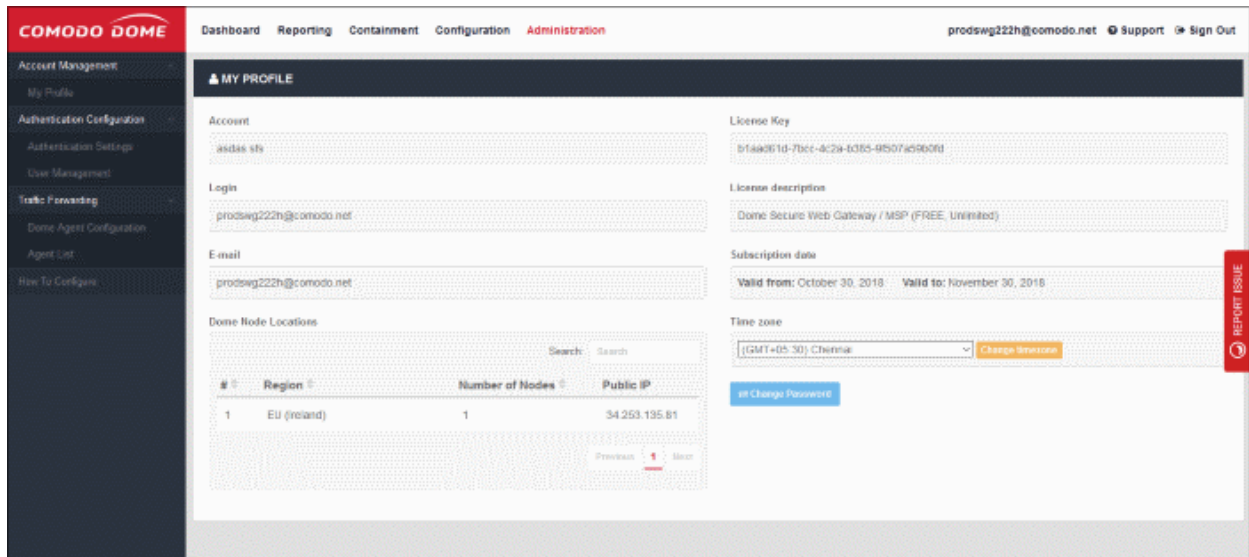 COMODO DOME
Dashboard Reporting Containment Configuration Administration
prodswg222h@comodo.net Support Sign Out
Account Management
My Profile
Authentication Configuration
Authentication Settings
User Management
Traffic Forwarding
Dome Agent Configuration
Agent List
How To Configure
MY PROFILE
Account
asdas sfs
Login
prodswg222h@comodo.net
E-mail
prodswg222h@comodo.net
Dome Node Locations
Search: Search
# Region Number of Nodes Public IP
1 EU (Ireland) 1 34.253.135.81
Previous 1 Next
License Key
License description
Dome Secure Web Gateway / MSP (FREE, Unlimited)
Subscription date
Valid from: October 30, 2018 Valid to: November 30, 2018
Time zone
(GMT+05:30) Chennai
Change timezone
Change Password
REPORT ISSUE